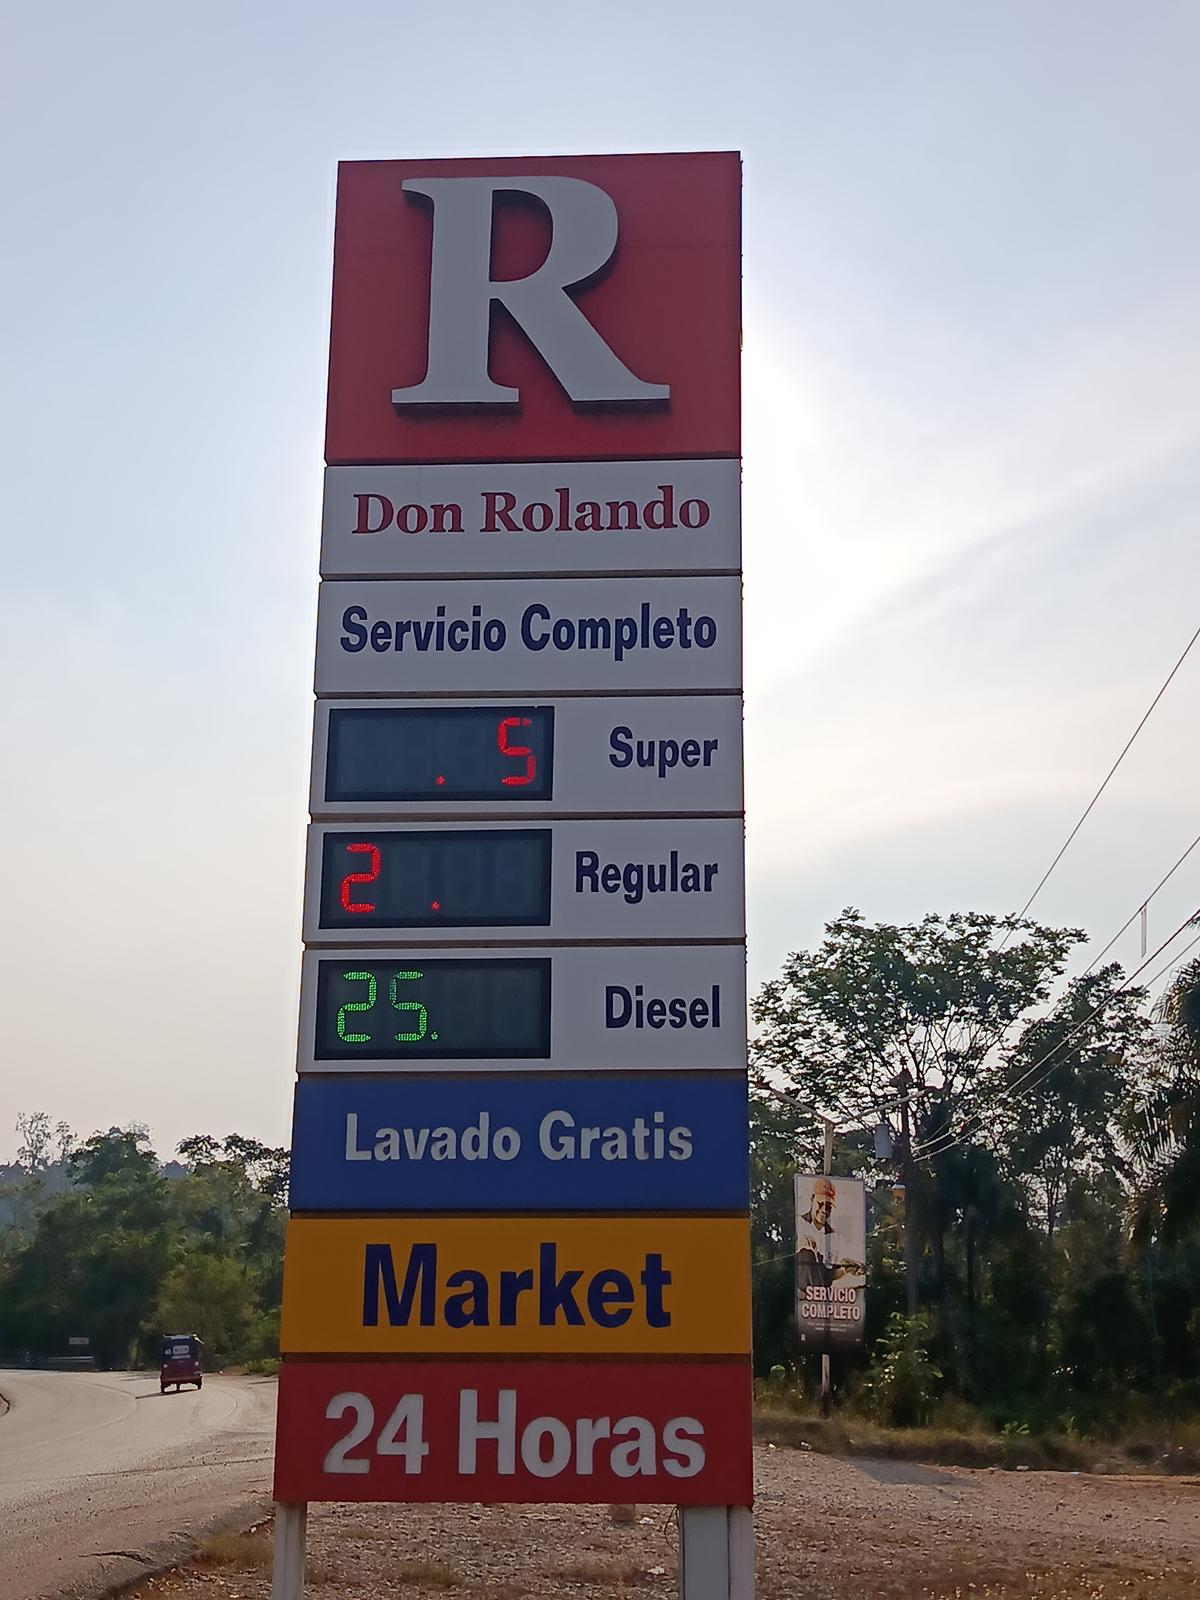 R
Don Rolando
Servicio Completo
. 5 Super
2 . Regular
25. Diesel
Lavado Gratis
Market
24 Horas
SERVICIO
COMPLETO